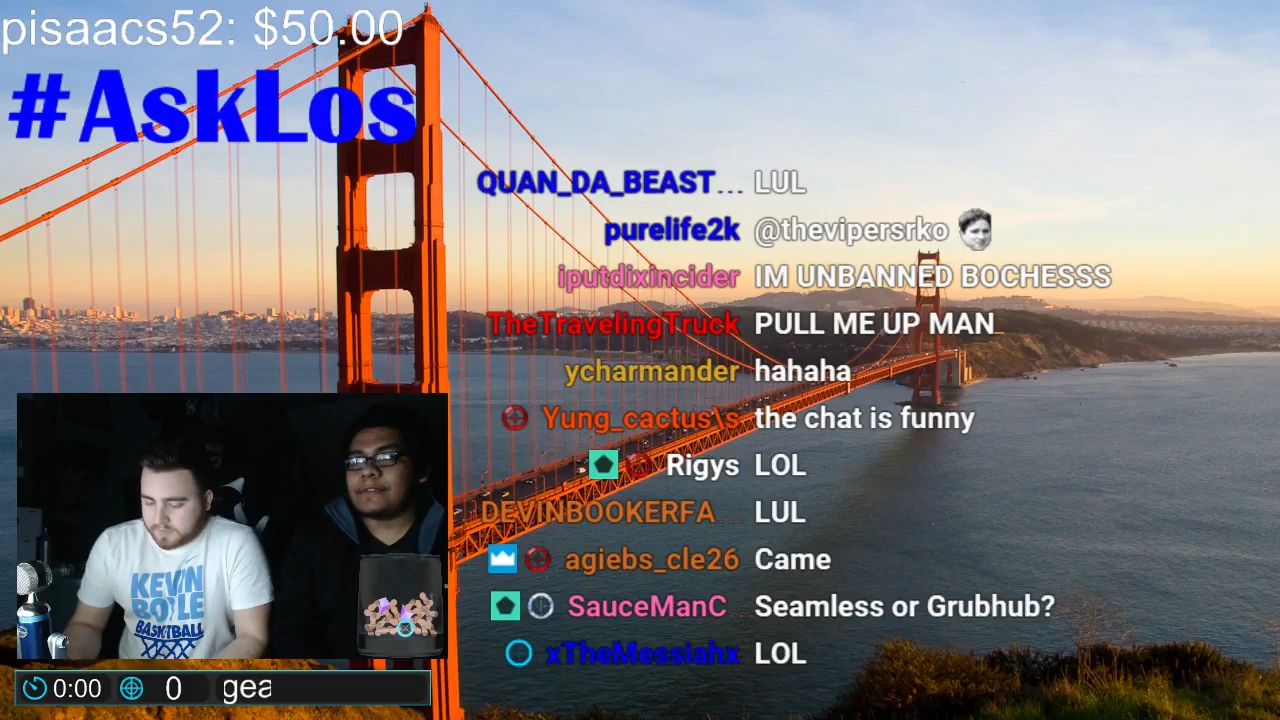 pisaacs52: $50.00
#AskLos
QUAN_DA_BEAST... LUL
purelife2k @thevipersrko
iputdixincider IM UNBANNED BOCHESSS
TheTravelingTruck PULL ME UP MAN
ycharmander hahaha
Yung_cactus\s the chat is funny
Rigys LOL
DEVINBOOKERFA... LUL
agiebs_cle26 Came
SauceManC Seamless or Grubhub?
xTheMessiahx LOL
KEVIN
BOYLE
BASKETBALL
0:00 0 gea